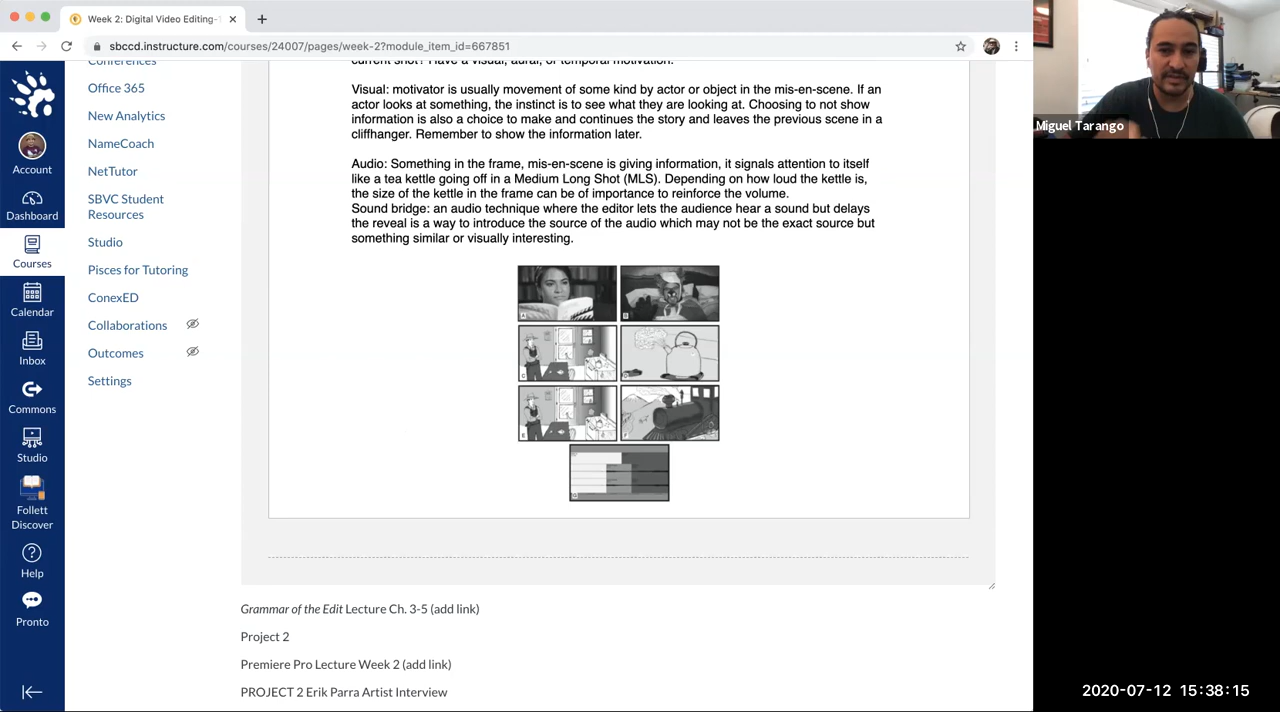 Week 2: Digital Video Editing-
sbccd.instructure.com/courses/24007/pages/week-2?module_item_id=667851
Conferences
Office 365
New Analytics
NameCoach
NetTutor
SBVC Student
Resources
Studio
Pisces for Tutoring
ConexED
Collaborations
Outcomes
Settings
Account
Dashboard
Courses
Calendar
Inbox
Commons
Studio
Follett
Discover
Help
Pronto
current shot? Have a visual, aural, or temporal motivation.
Visual: motivator is usually movement of some kind by actor or object in the mis-en-scene. If an
actor looks at something, the instinct is to see what they are looking at. Choosing to not show
information is also a choice to make and continues the story and leaves the previous scene in a
cliffhanger. Remember to show the information later.
Audio: Something in the frame, mis-en-scene is giving information, it signals attention to itself
like a tea kettle going off in a Medium Long Shot (MLS). Depending on how loud the kettle is,
the size of the kettle in the frame can be of importance to reinforce the volume.
Sound bridge: an audio technique where the editor lets the audience hear a sound but delays
the reveal is a way to introduce the source of the audio which may not be the exact source but
something similar or visually interesting.
A
B
C
E
F
Grammar of the Edit Lecture Ch. 3-5 (add link)
Project 2
Premiere Pro Lecture Week 2 (add link)
PROJECT 2 Erik Parra Artist Interview
Miguel Tarango
2020-07-12 15:38:15